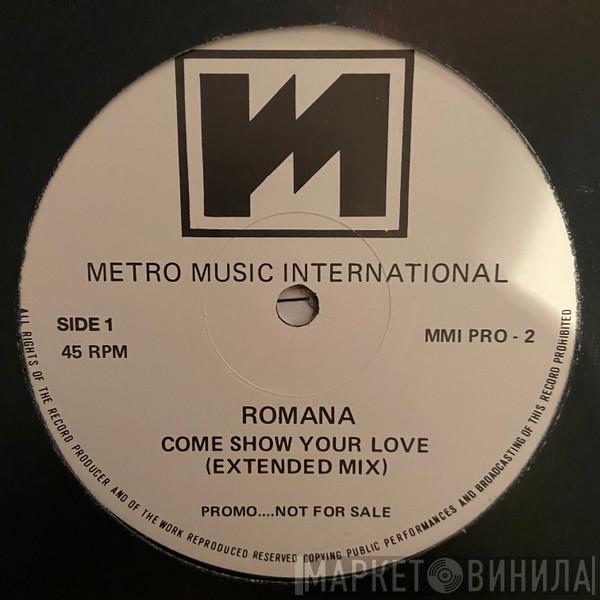 METRO MUSIC INTERNATIONAL
SIDE 1
45 RPM
MMI PRO - 2
ROMANA
COME SHOW YOUR LOVE
(EXTENDED MIX)
PROMO....NOT FOR SALE
ALL RIGHTS OF THE RECORD PRODUCER AND OF THE WORK REPRODUCED RESERVED COPYING PUBLIC PERFORMANCES AND BROADCASTING OF THIS RECORD PROHIBITED
МАРКЕТ ВИНИЛА